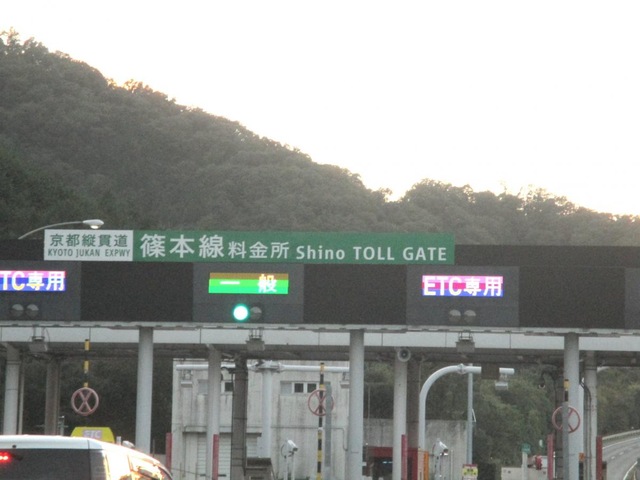 京都縦貫道
KYOTO JUKAN EXPWY
篠本線料金所 Shino TOLL GATE
TC専用
一般
ETC専用
ETC